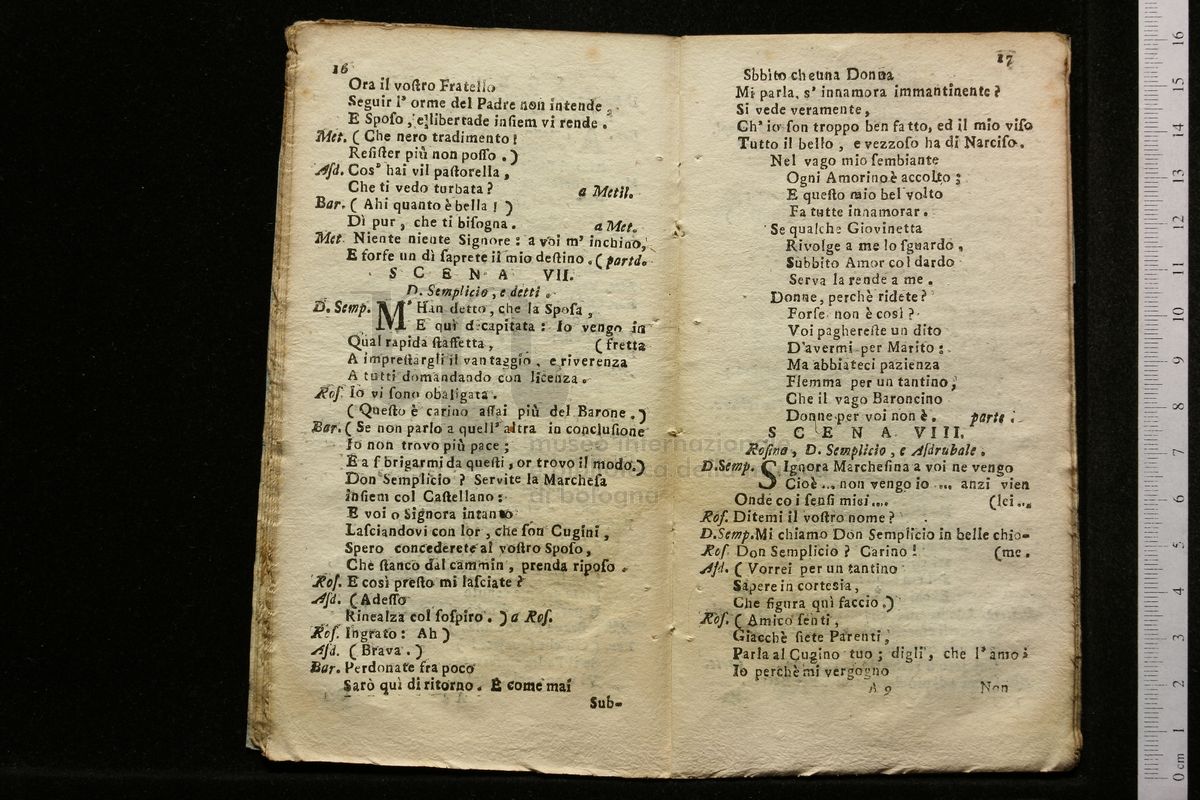 16
Ora il voſtro Fratello
Seguir l' orme del Padre non intende,
E Spoſo, e libertade inſiem vi rende.
Met. ( Che nero tradimento!
Reſiſter più non poſſo. )
Aſd. Cos' hai vil paſtorella,
Che ti vedo turbata? a Metil.
Bar. ( Ahi quanto è bella! )
Dì pur, che ti biſogna. a Met.
Met Niente niente Signore: a voi m' inchino,
E forſe un dì ſaprete il mio deſtino. (partd.
SCENA VII.
D. Semplicio, e detti.
D. Semp. M' Han detto, che la Spoſa,
E quì dicapitata: Io vengo in
Qual rapida ſtaffetta, (fretta
A impreſtargli il vantaggio, e riverenza
A tutti domandando con licenza.
Roſ. Io vi ſono obaligata.
( Queſto è carino aſſai più del Barone. )
Bar. ( Se non parlo a quell' altra in concluſione
Io non trovo più pace;
E a ſbrigarmi da queſti, or trovo il modo. )
Don Semplicio? Servite la Marcheſa
Inſiem col Caſtellano:
E voi o Signora intanto
Laſciandovi con lor, che ſon Cugini,
Spero concederete al voſtro Spoſo,
Che ſtanco dal cammin, prenda ripoſo.
Roſ. E così preſto mi laſciate?
Aſd. ( Adeſſo
Rinealza col ſoſpiro. ) a Roſ.
Roſ. Ingrato: Ah )
Aſd. ( Brava. )
Bar. Perdonate fra poco
Sarò quì di ritorno. E come mai
Sub-
17
Sbbito che una Donna
Mi parla, s' innamora immantinente?
Si vede veramente,
Ch' io ſon troppo ben fatto, ed il mio viſo
Tutto il bello, e vezzoſo ha di Narciſo.
Nel vago mio ſembiante
Ogni Amorino è accolto;
E queſto mio bel volto
Fa tutte innamorar.
Se qualche Giovinetta
Rivolge a me lo ſguardo,
Subbito Amor col dardo
Serva la rende a me.
Donne, perchè ridete?
Forſe non è così?
Voi paghereſte un dito
D'avermi per Marito:
Ma abbiateci pazienza
Flemma per un tantino;
Che il vago Baroncino
Donne per voi non è. parte.
SCENA VIII.
Roſina, D. Semplicio, e Aſdrubale.
D. Semp. SIgnora Marcheſina a voi ne vengo
Cioè ... non vengo io ... anzi vien
Onde co i ſenſi miei .... (lei ...
Roſ. Ditemi il voſtro nome?
D. Semp. Mi chiamo Don Semplicio in belle chio-
Roſ Don Semplicio? Carino! (me.
Aſd. ( Vorrei per un tantino
Sapere in corteſia,
Che figura quì faccio. )
Roſ. ( Amico ſenti,
Giacchè ſiete Parenti,
Parla al Cugino tuo; digli, che l'amo:
Io perchè mi vergogno
A 9 Non